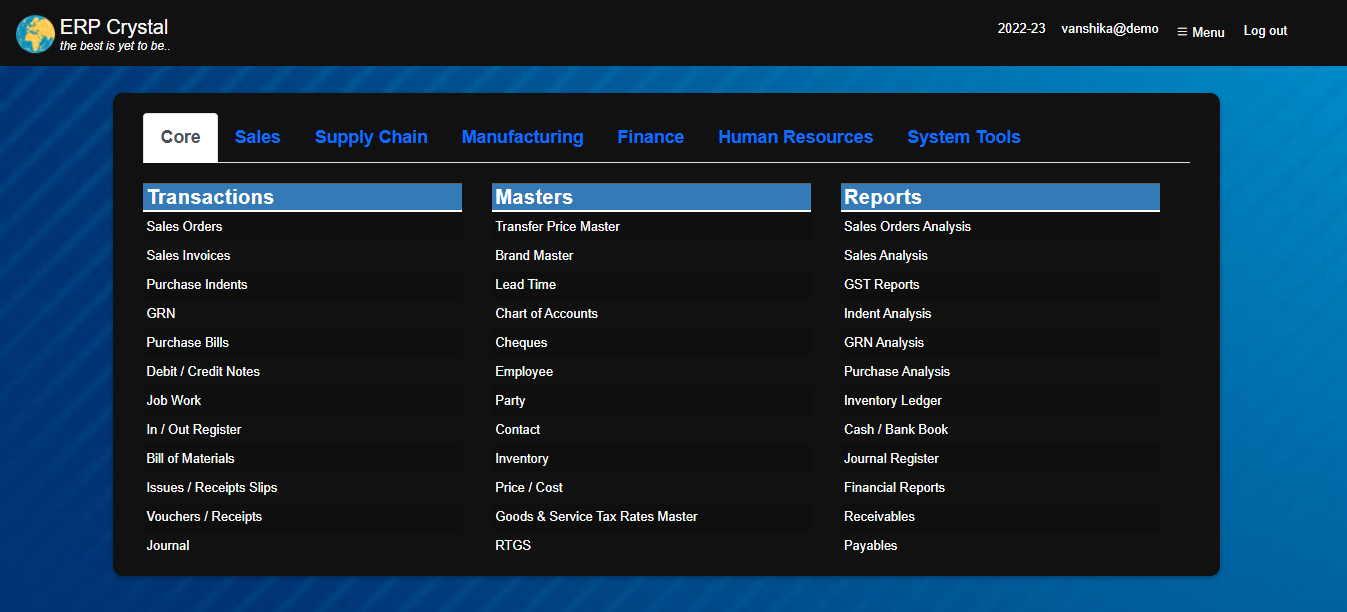 ERP Crystal
the best is yet to be..
2022-23 vanshika@demo ☰ Menu Log out
Core Sales Supply Chain Manufacturing Finance Human Resources System Tools
Transactions
Sales Orders
Sales Invoices
Purchase Indents
GRN
Purchase Bills
Debit / Credit Notes
Job Work
In / Out Register
Bill of Materials
Issues / Receipts Slips
Vouchers / Receipts
Journal
Masters
Transfer Price Master
Brand Master
Lead Time
Chart of Accounts
Cheques
Employee
Party
Contact
Inventory
Price / Cost
Goods & Service Tax Rates Master
RTGS
Reports
Sales Orders Analysis
Sales Analysis
GST Reports
Indent Analysis
GRN Analysis
Purchase Analysis
Inventory Ledger
Cash / Bank Book
Journal Register
Financial Reports
Receivables
Payables